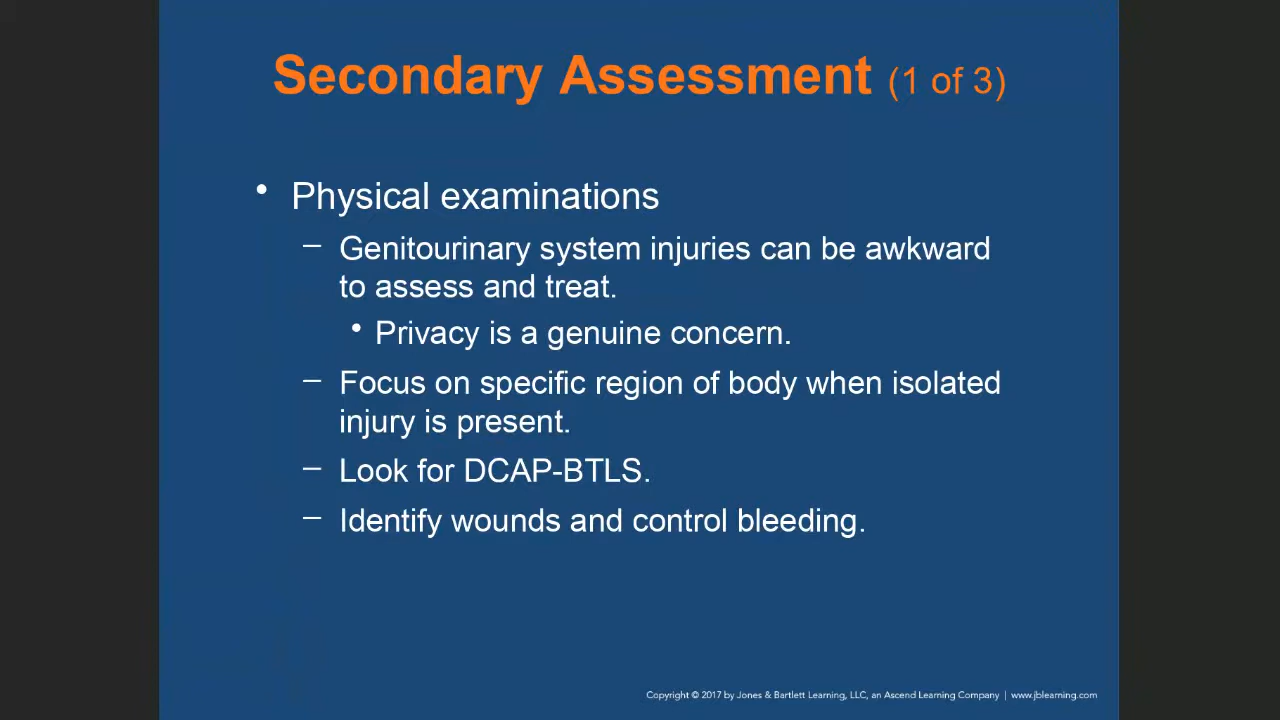 Secondary Assessment (1 of 3)
• Physical examinations
– Genitourinary system injuries can be awkward
to assess and treat.
• Privacy is a genuine concern.
– Focus on specific region of body when isolated
injury is present.
– Look for DCAP-BTLS.
– Identify wounds and control bleeding.
Copyright © 2017 by Jones & Bartlett Learning, LLC, an Ascend Learning Company | www.jblearning.com